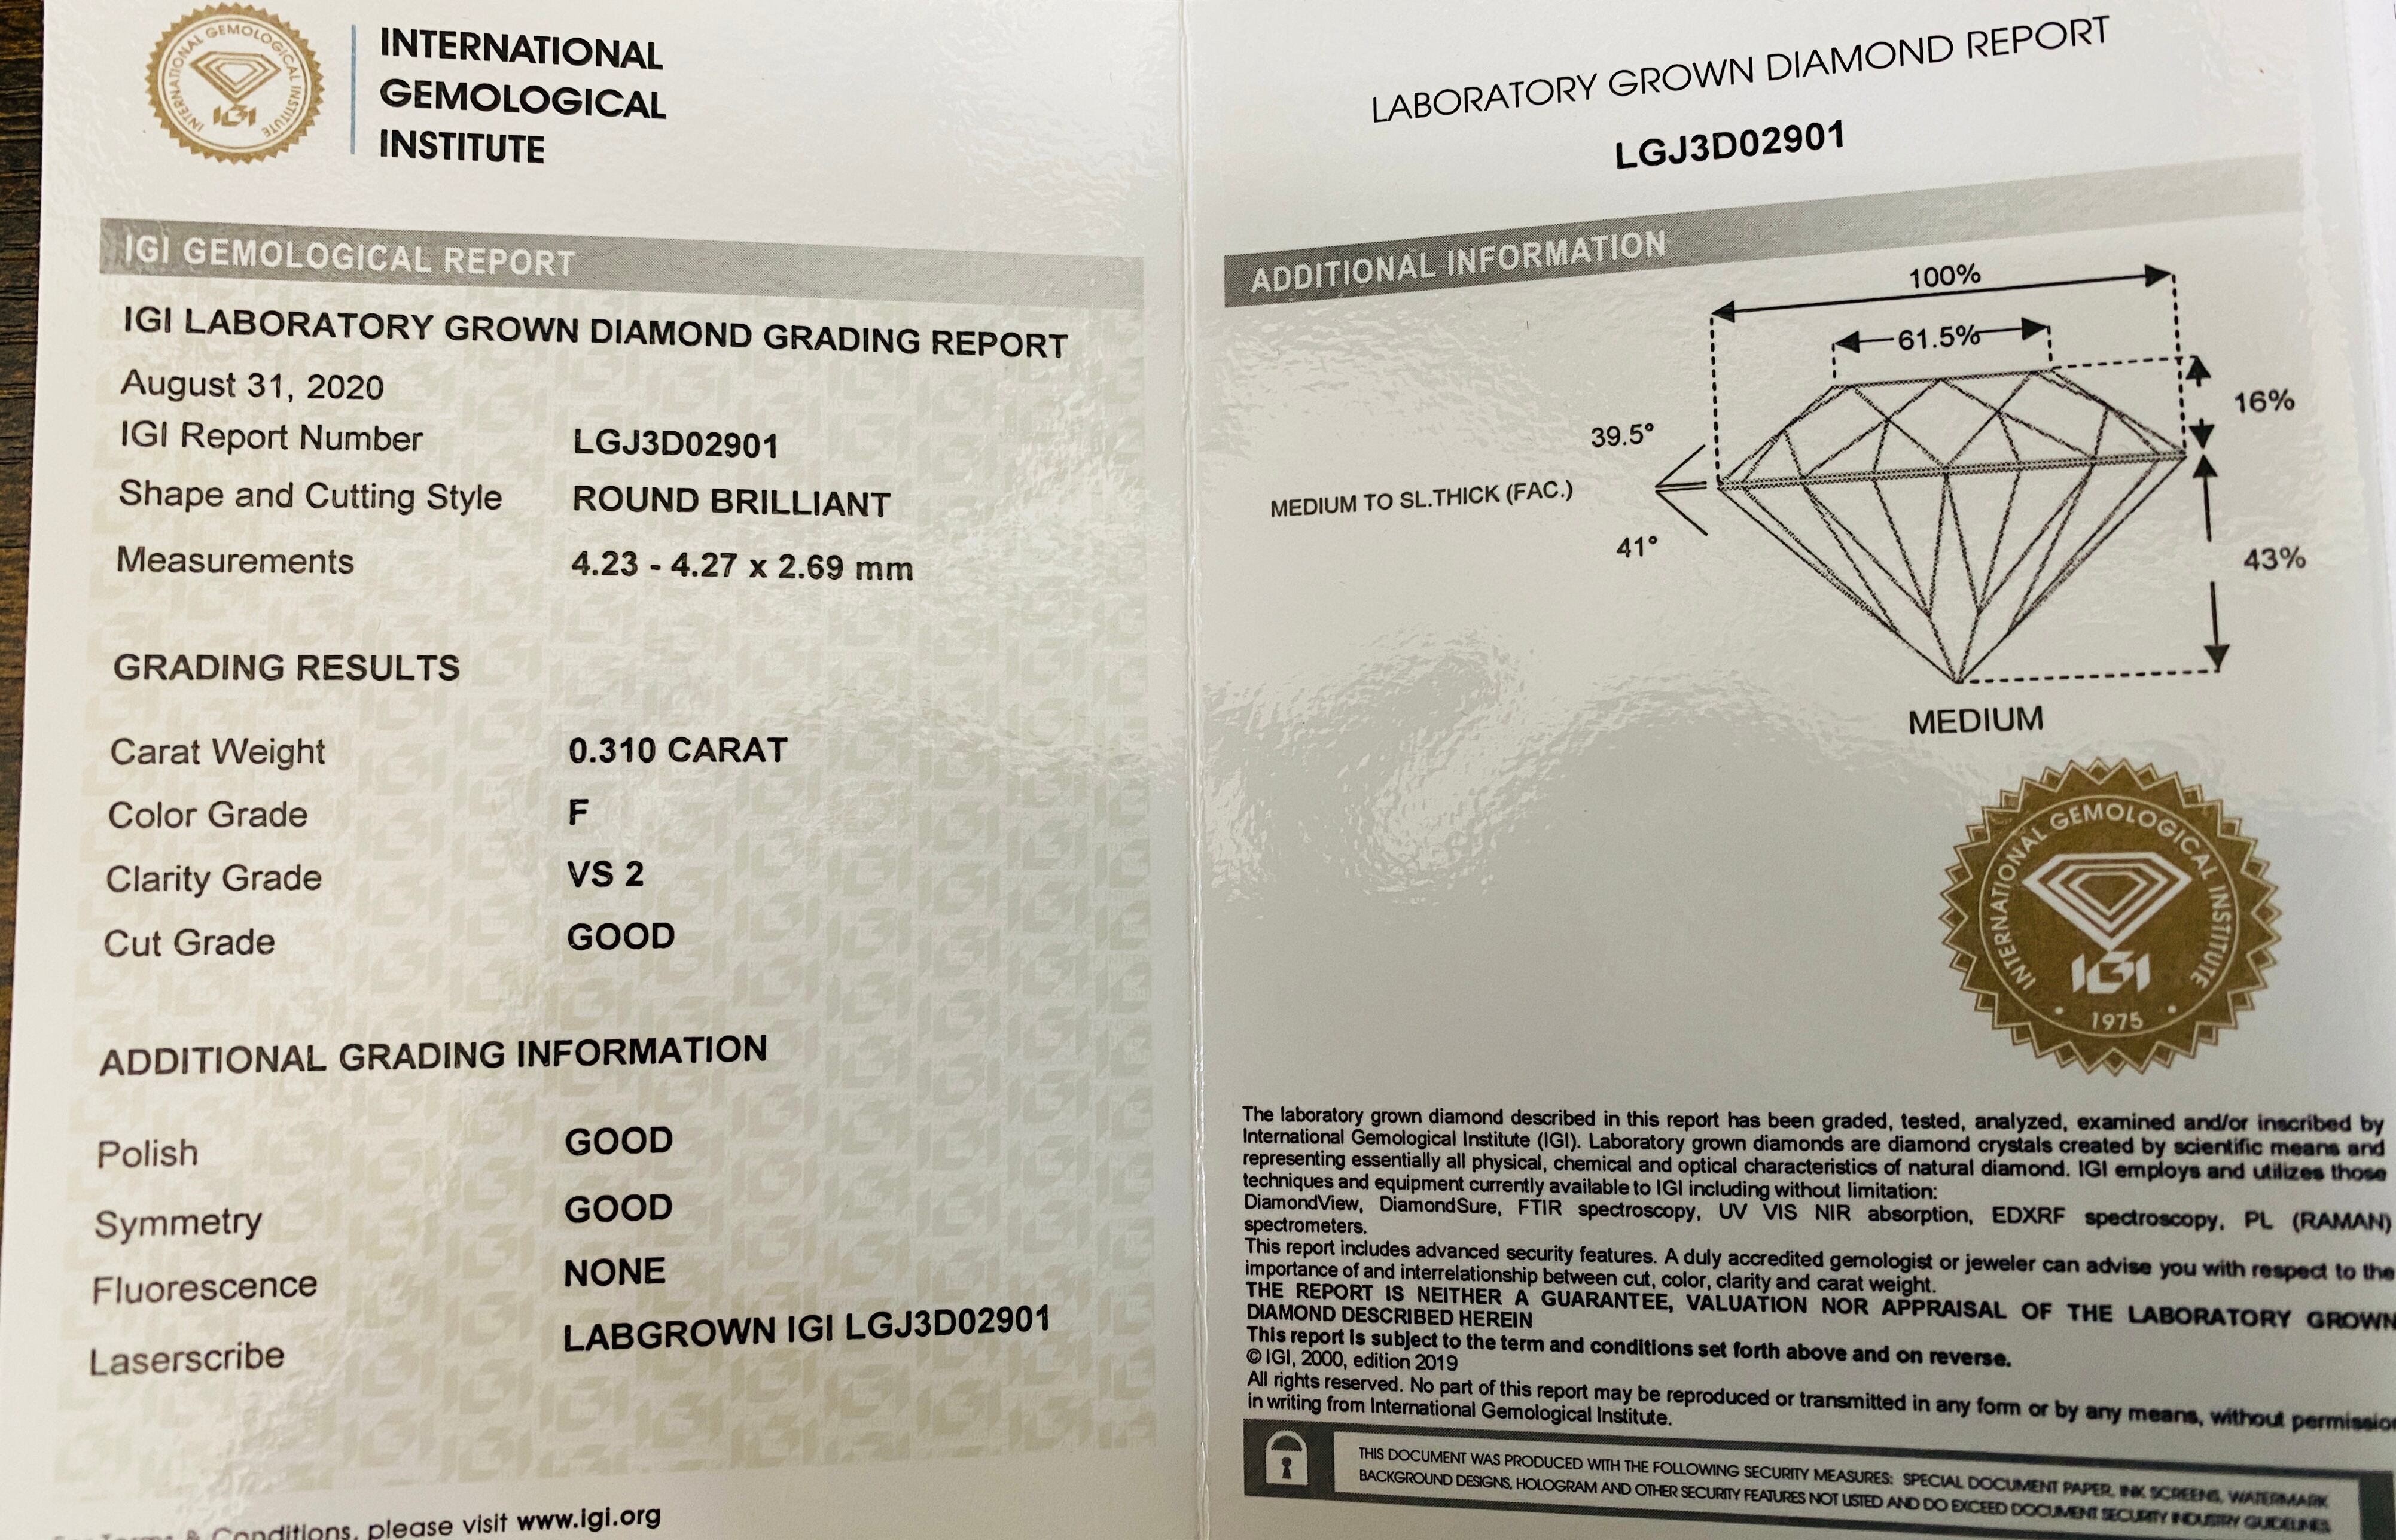 INTERNATIONAL GEMOLOGICAL INSTITUTE
IGI
INTERNATIONAL
GEMOLOGICAL
INSTITUTE
IGI GEMOLOGICAL REPORT
IGI LABORATORY GROWN DIAMOND GRADING REPORT
August 31, 2020
IGI Report Number LGJ3D02901
Shape and Cutting Style ROUND BRILLIANT
Measurements 4.23 - 4.27 x 2.69 mm
GRADING RESULTS
Carat Weight 0.310 CARAT
Color Grade F
Clarity Grade VS 2
Cut Grade GOOD
ADDITIONAL GRADING INFORMATION
Polish GOOD
Symmetry GOOD
Fluorescence NONE
Laserscribe LABGROWN IGI LGJ3D02901
For Terms & Conditions, please visit www.igi.org
LABORATORY GROWN DIAMOND REPORT
LGJ3D02901
ADDITIONAL INFORMATION
100%
61.5%
16%
39.5°
MEDIUM TO SL.THICK (FAC.)
41°
43%
MEDIUM
INTERNATIONAL GEMOLOGICAL INSTITUTE
IGI
1975
The laboratory grown diamond described in this report has been graded, tested, analyzed, examined and/or inscribed by
International Gemological Institute (IGI). Laboratory grown diamonds are diamond crystals created by scientific means and
representing essentially all physical, chemical and optical characteristics of natural diamond. IGI employs and utilizes those
techniques and equipment currently available to IGI including without limitation:
DiamondView, DiamondSure, FTIR spectroscopy, UV VIS NIR absorption, EDXRF spectroscopy, PL (RAMAN)
spectrometers.
This report includes advanced security features. A duly accredited gemologist or jeweler can advise you with respect to the
importance of and interrelationship between cut, color, clarity and carat weight.
THE REPORT IS NEITHER A GUARANTEE, VALUATION NOR APPRAISAL OF THE LABORATORY GROWN
DIAMOND DESCRIBED HEREIN
This report is subject to the term and conditions set forth above and on reverse.
© IGI, 2000, edition 2019
All rights reserved. No part of this report may be reproduced or transmitted in any form or by any means, without permission
in writing from International Gemological Institute.
THIS DOCUMENT WAS PRODUCED WITH THE FOLLOWING SECURITY MEASURES: SPECIAL DOCUMENT PAPER, INK SCREENS, WATERMARK
BACKGROUND DESIGNS, HOLOGRAM AND OTHER SECURITY FEATURES NOT LISTED AND DO EXCEED DOCUMENT SECURITY INDUSTRY GUIDELINES.